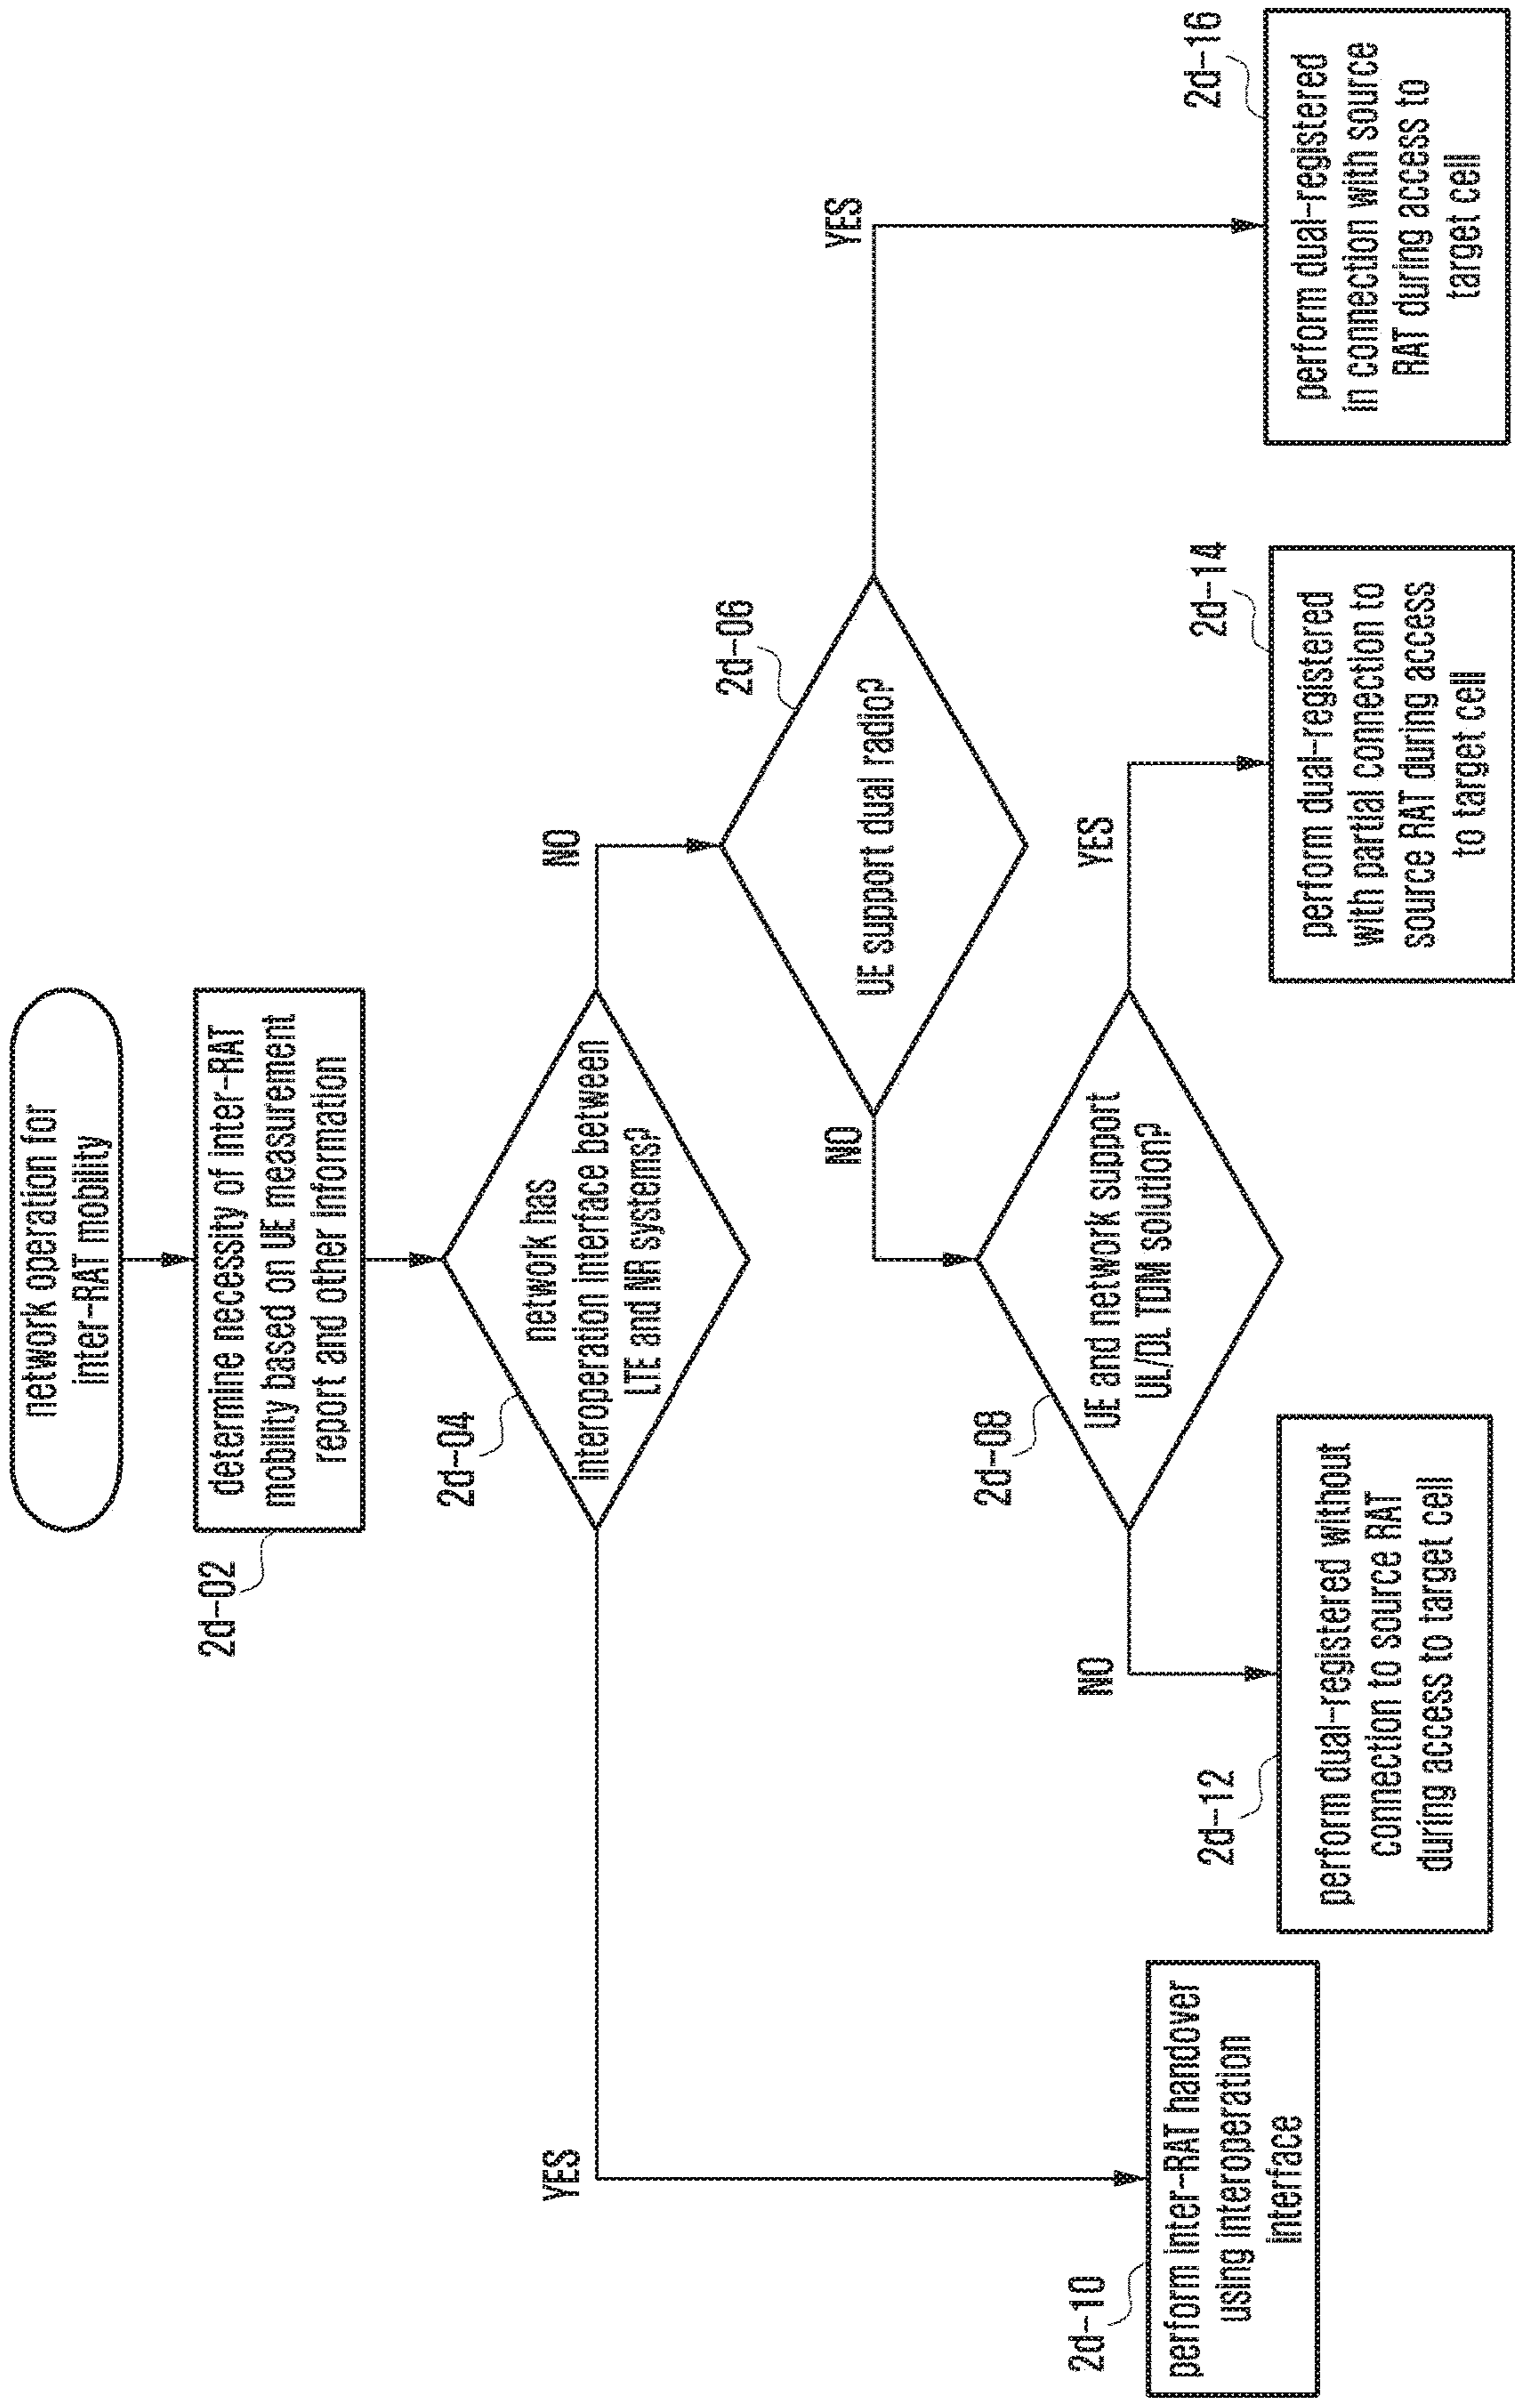 network operation for
inter-RAT mobility
2d-02
determine necessity of inter-RAT
mobility based on UE measurement
report and other information
2d-04
network has
interoperation interface between
LTE and NR systems?
YES
NO
2d-06
UE support dual radio?
NO
YES
2d-08
UE and network support
UL/DL TDM solution?
NO
YES
2d-10
perform inter-RAT handover
using interoperation
interface
2d-12
perform dual-registered without
connection to source RAT
during access to target cell
2d-14
perform dual-registered
with partial connection to
source RAT during access
to target cell
2d-16
perform dual-registered
in connection with source
RAT during access to
target cell